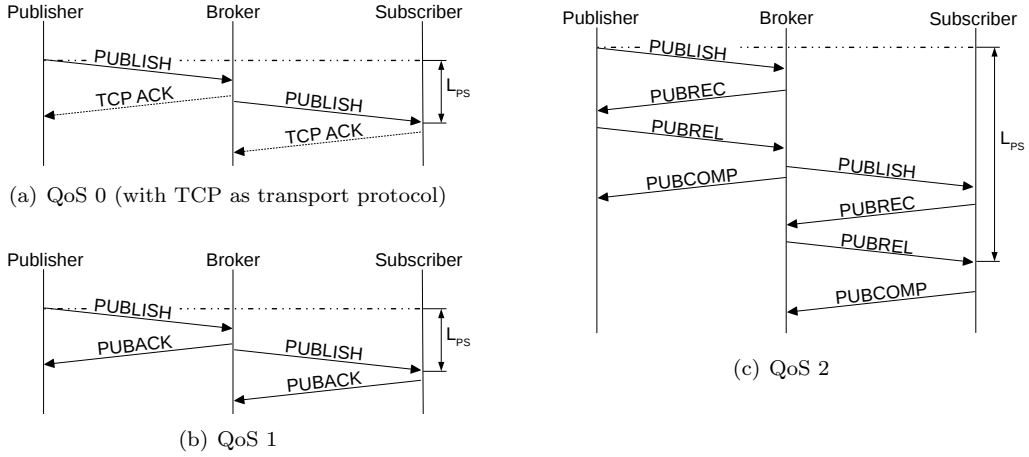 Publisher Broker Subscriber
PUBLISH
TCP ACK
PUBLISH
TCP ACK
L_PS
(a) QoS 0 (with TCP as transport protocol)
Publisher Broker Subscriber
PUBLISH
PUBACK
PUBLISH
PUBACK
L_PS
(b) QoS 1
Publisher Broker Subscriber
PUBLISH
PUBREC
PUBREL
PUBLISH
PUBCOMP
PUBREC
PUBREL
PUBCOMP
L_PS
(c) QoS 2